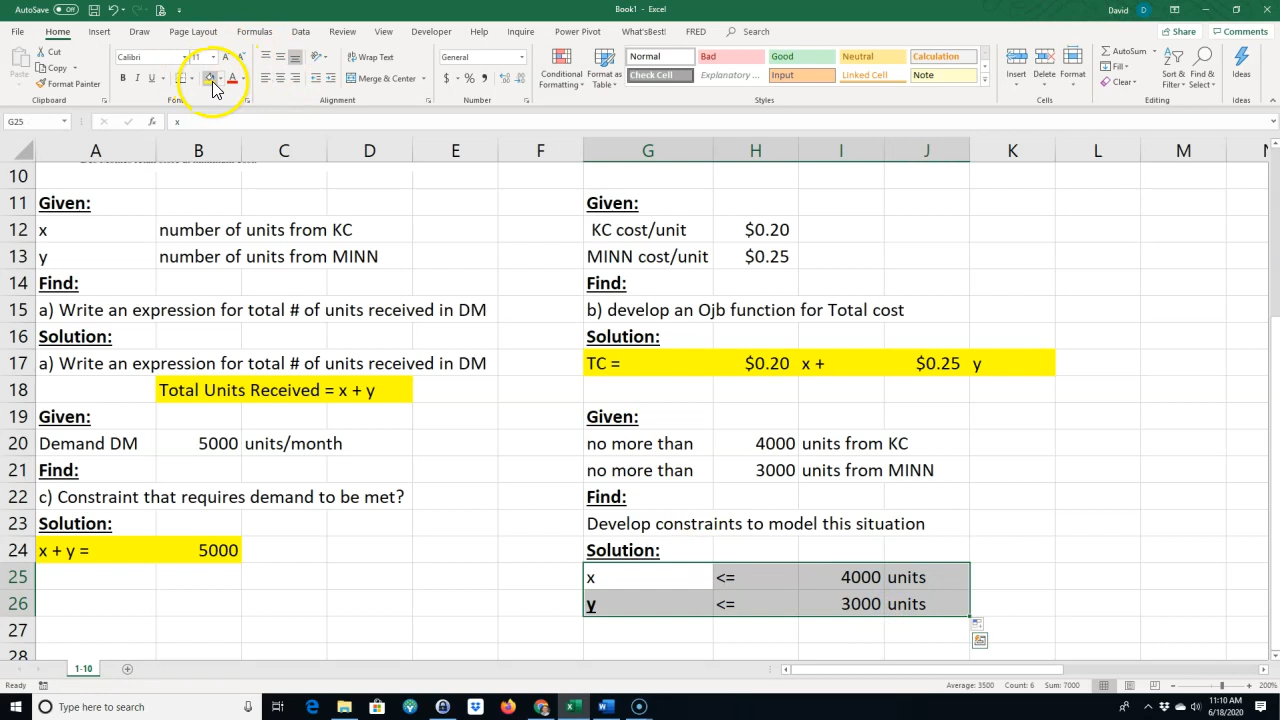 AutoSave Off Book1 - Excel David D
File Home Insert Draw Page Layout Formulas Data Review View Developer Help What'sBEEN? FRED Inquire Power Pivot Search Share Comments
Paste Cut Copy Format Painter Clipboard
Calibri 11 B I U A A
Wrap Text Merge & Center Alignment
General $ % , Number
Conditional Formatting Format as Table
Normal Bad Good Neutral Calculation
Check Cell Explanatory ... Input Linked Cell Note
Styles
Insert Delete Format Cells
AutoSum Fill Clear Sort & Filter Find & Select Editing
Ideas Ideas
G25 fx x
A B C D E F G H I J K L M
10
11 Given: Given:
12 x number of units from KC KC cost/unit $0.20
13 y number of units from MINN MINN cost/unit $0.25
14 Find: Find:
15 a) Write an expression for total # of units received in DM b) develop an Ojb function for Total cost
16 Solution: Solution:
17 a) Write an expression for total # of units received in DM TC = $0.20 x + $0.25 y
18 Total Units Received = x + y
19 Given: Given:
20 Demand DM 5000 units/month no more than 4000 units from KC
21 Find: no more than 3000 units from MINN
22 c) Constraint that requires demand to be met? Find:
23 Solution: Develop constraints to model this situation
24 x + y = 5000 Solution:
25 x <= 4000 units
26 y <= 3000 units
27
28
1-10
Ready Average: 3500 Count: 6 Sum: 7000 200%
Type here to search
11:10 AM
6/18/2020